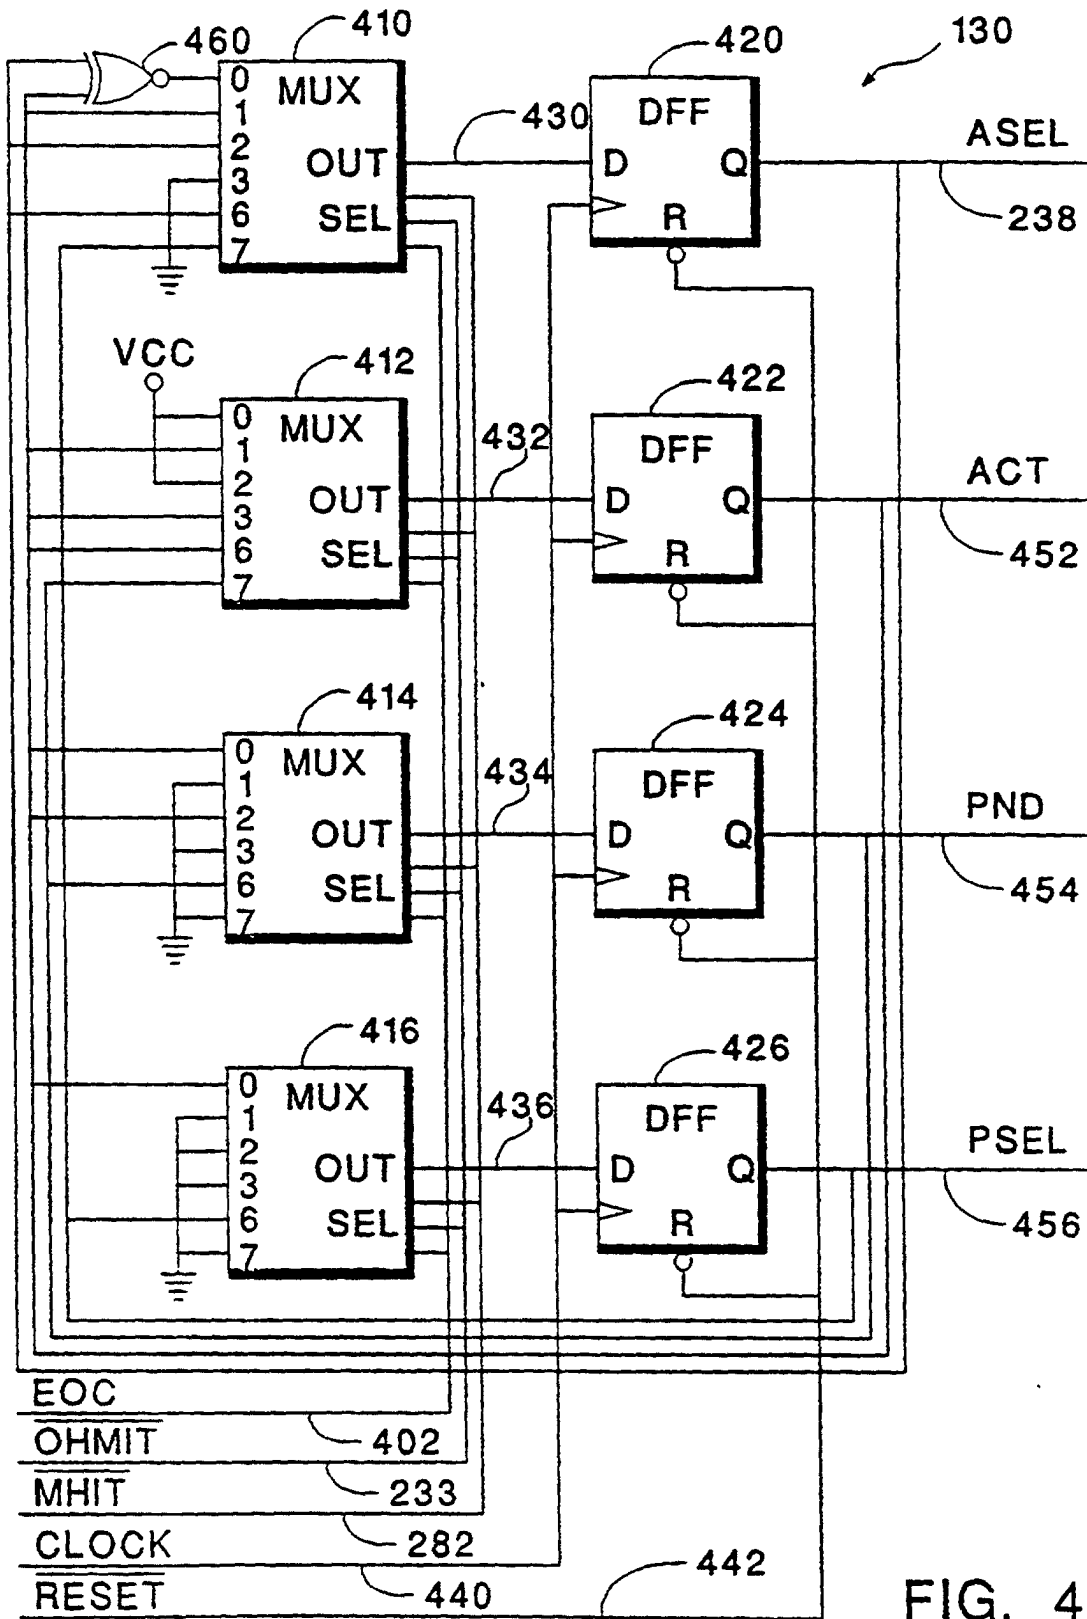 460
410
420
130
0
1
2
3
6
7
MUX
OUT
SEL
430
DFF
D
Q
R
ASEL
238
VCC
412
422
0
1
2
3
6
7
MUX
OUT
SEL
432
DFF
D
Q
R
ACT
452
414
424
0
1
2
3
6
7
MUX
OUT
SEL
434
DFF
D
Q
R
PND
454
416
426
0
1
2
3
6
7
MUX
OUT
SEL
436
DFF
D
Q
R
PSEL
456
EOC
402
OHMIT
233
MHIT
282
CLOCK
440
RESET
442
FIG. 4